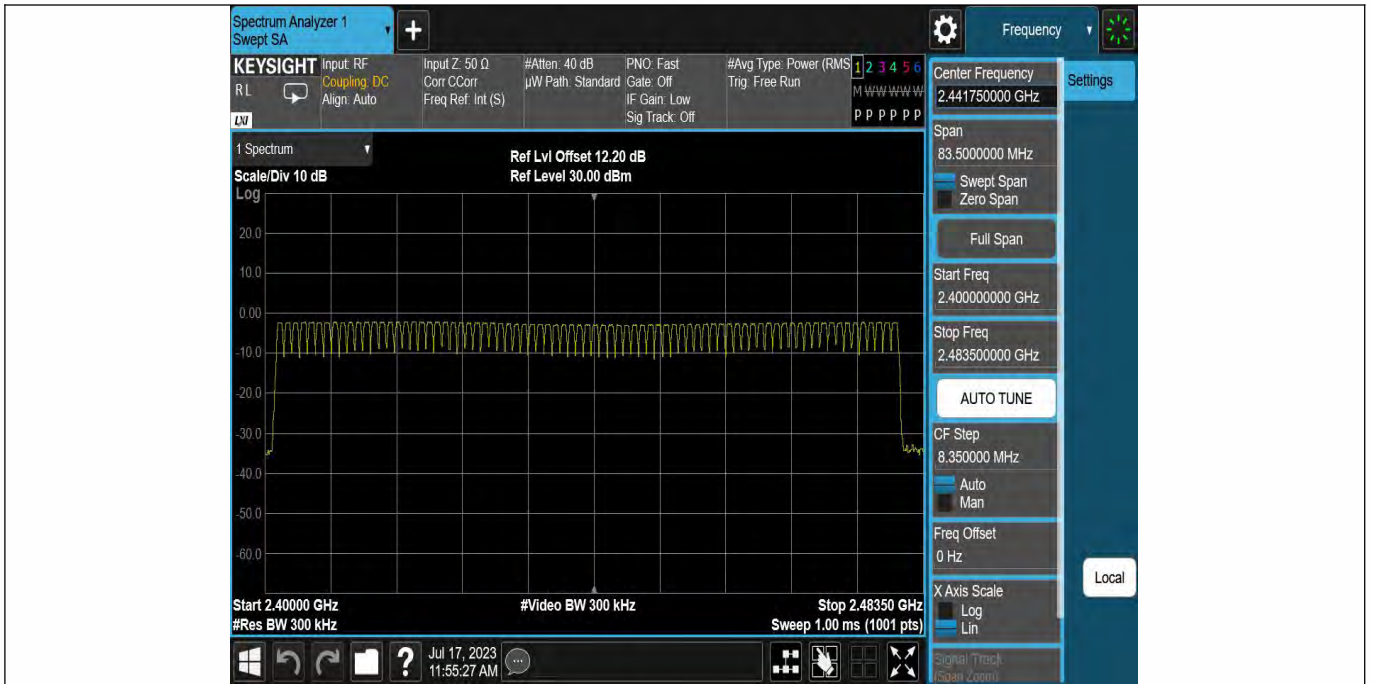 Spectrum Analyzer 1
Swept SA
Frequency
KEYSIGHT
RL
LXI
Input: RF
Coupling: DC
Align: Auto
Input Z: 50 Ω
Corr CCorr
Freq Ref: Int (S)
#Atten: 40 dB
µW Path: Standard
PNO: Fast
Gate: Off
IF Gain: Low
Sig Track: Off
#Avg Type: Power (RMS
Trig: Free Run
1 2 3 4 5 6
M W W W W W
P P P P P P
1 Spectrum
Scale/Div 10 dB
Ref Lvl Offset 12.20 dB
Ref Level 30.00 dBm
Log
20.0
10.0
0.00
-10.0
-20.0
-30.0
-40.0
-50.0
-60.0
Start 2.40000 GHz
#Res BW 300 kHz
#Video BW 300 kHz
Stop 2.48350 GHz
Sweep 1.00 ms (1001 pts)
Jul 17, 2023
11:55:27 AM
Center Frequency
2.441750000 GHz
Settings
Span
83.5000000 MHz
Swept Span
Zero Span
Full Span
Start Freq
2.400000000 GHz
Stop Freq
2.483500000 GHz
AUTO TUNE
CF Step
8.350000 MHz
Auto
Man
Freq Offset
0 Hz
Local
X Axis Scale
Log
Lin
Signal Track
(Span Zoom)